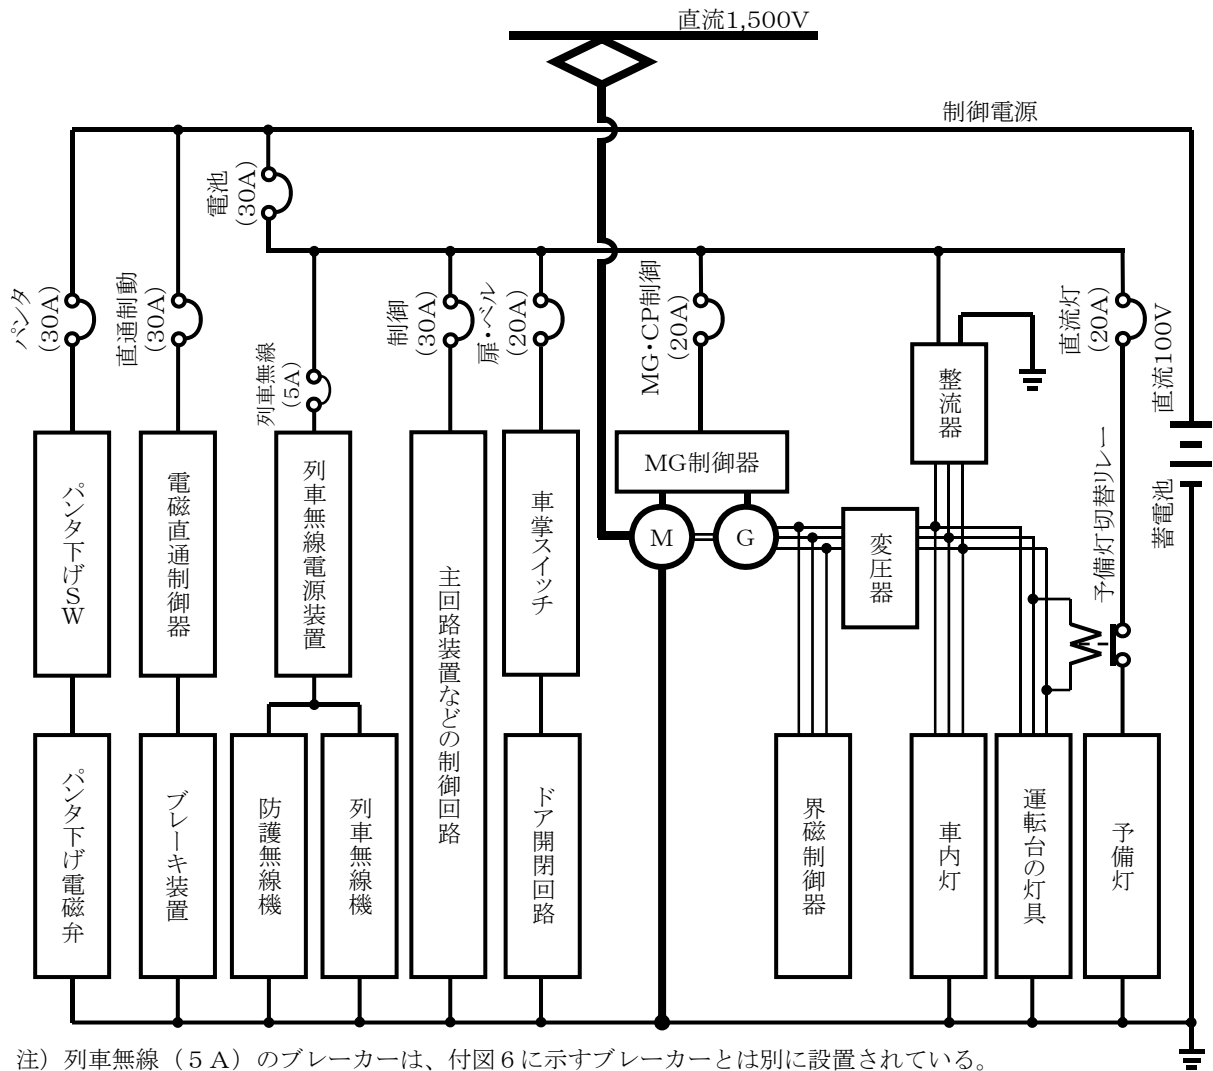 直流1,500V
制御電源
電池
(30A)
パンタ
(30A)
直通制動
(30A)
列車無線
(5A)
制御
(30A)
扉・ベル
(20A)
MG・CP制御
(20A)
直流灯
(20A)
直流100V
蓄電池
予備灯切替リレー
整流器
MG制御器
M
G
変圧器
パンタ下げSW
電磁直通制御器
列車無線電源装置
主回路装置などの制御回路
車掌スイッチ
パンタ下げ電磁弁
ブレーキ装置
防護無線機
列車無線機
ドア開閉回路
界磁制御器
車内灯
運転台の灯具
予備灯
注）列車無線（５Ａ）のブレーカーは、付図６に示すブレーカーとは別に設置されている。